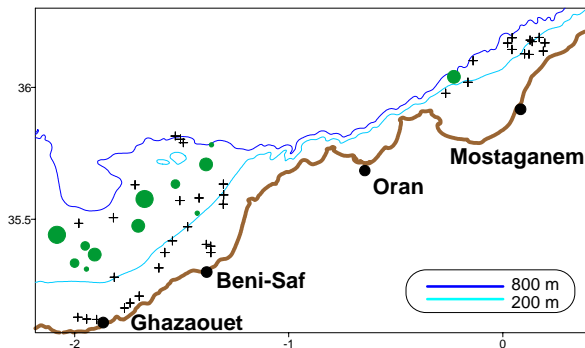 36
Mostaganem
Oran
35.5
Beni-Saf
800 m
200 m
Ghazaouet
-2
-1
0